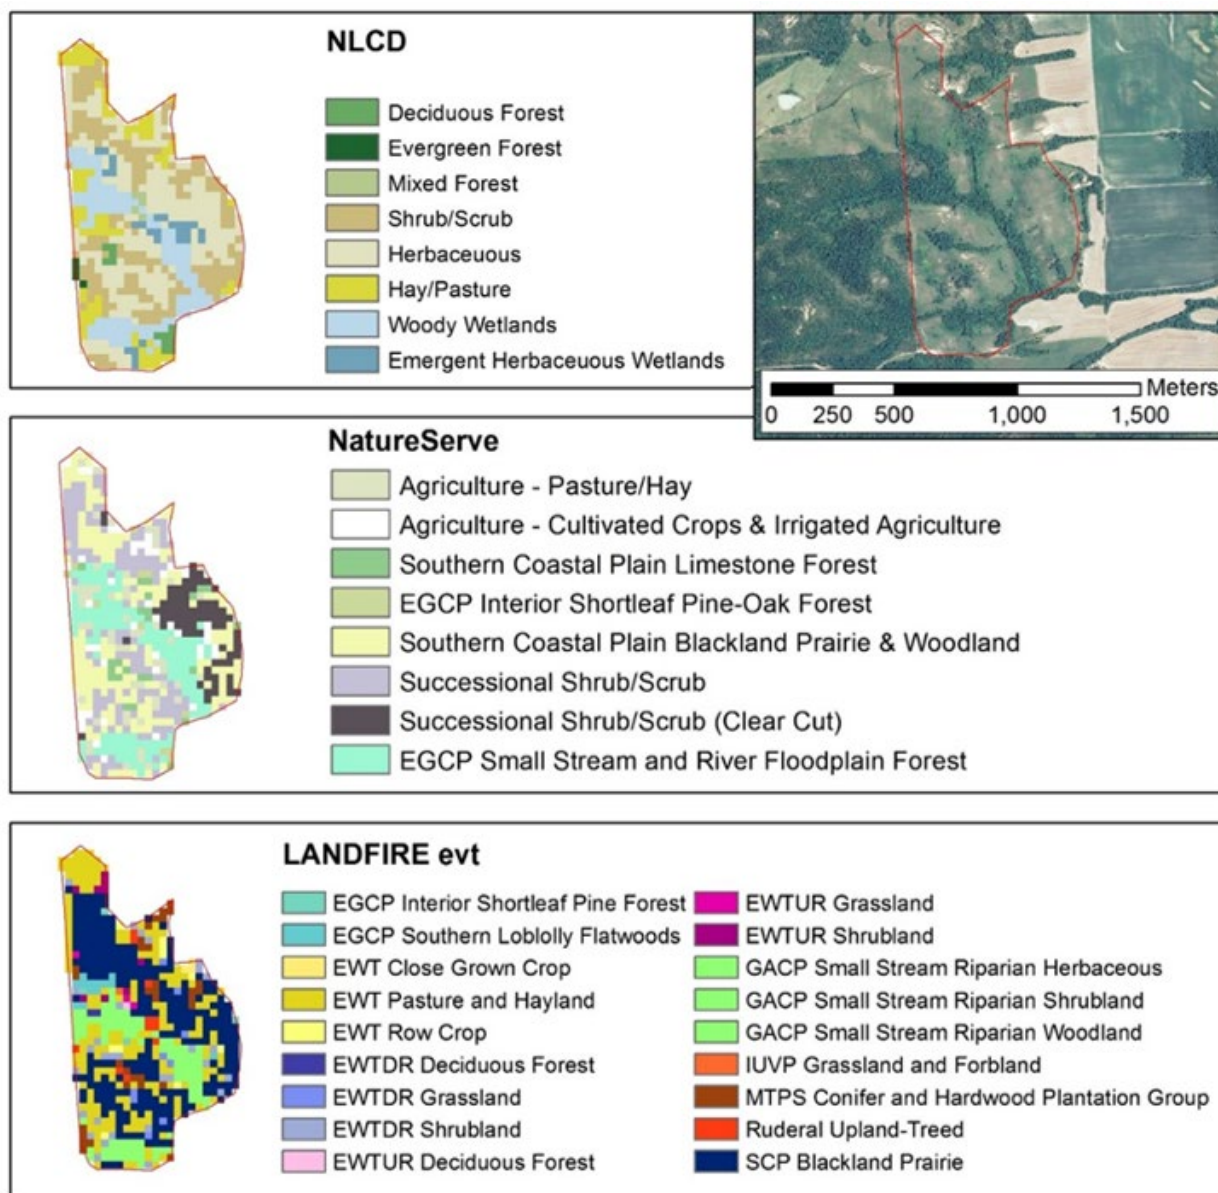 NLCD
Deciduous Forest
Evergreen Forest
Mixed Forest
Shrub/Scrub
Herbaceuous
Hay/Pasture
Woody Wetlands
Emergent Herbaceuous Wetlands
Meters
0 250 500 1,000 1,500
NatureServe
Agriculture - Pasture/Hay
Agriculture - Cultivated Crops & Irrigated Agriculture
Southern Coastal Plain Limestone Forest
EGCP Interior Shortleaf Pine-Oak Forest
Southern Coastal Plain Blackland Prairie & Woodland
Successional Shrub/Scrub
Successional Shrub/Scrub (Clear Cut)
EGCP Small Stream and River Floodplain Forest
LANDFIRE evt
EGCP Interior Shortleaf Pine Forest
EGCP Southern Loblolly Flatwoods
EWT Close Grown Crop
EWT Pasture and Hayland
EWT Row Crop
EWTDR Deciduous Forest
EWTDR Grassland
EWTDR Shrubland
EWTUR Deciduous Forest
EWTUR Grassland
EWTUR Shrubland
GACP Small Stream Riparian Herbaceous
GACP Small Stream Riparian Shrubland
GACP Small Stream Riparian Woodland
IUVP Grassland and Forbland
MTPS Conifer and Hardwood Plantation Group
Ruderal Upland-Treed
SCP Blackland Prairie